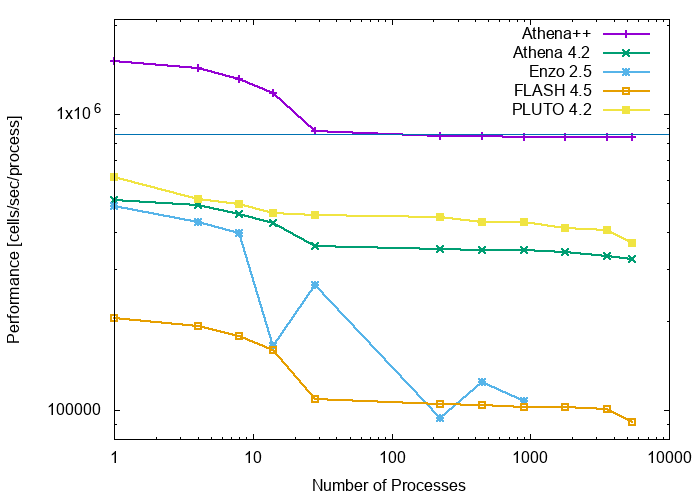 Athena++
Athena 4.2
Enzo 2.5
FLASH 4.5
PLUTO 4.2
1x10^6
100000
Performance [cells/sec/process]
1 10 100 1000 10000
Number of Processes